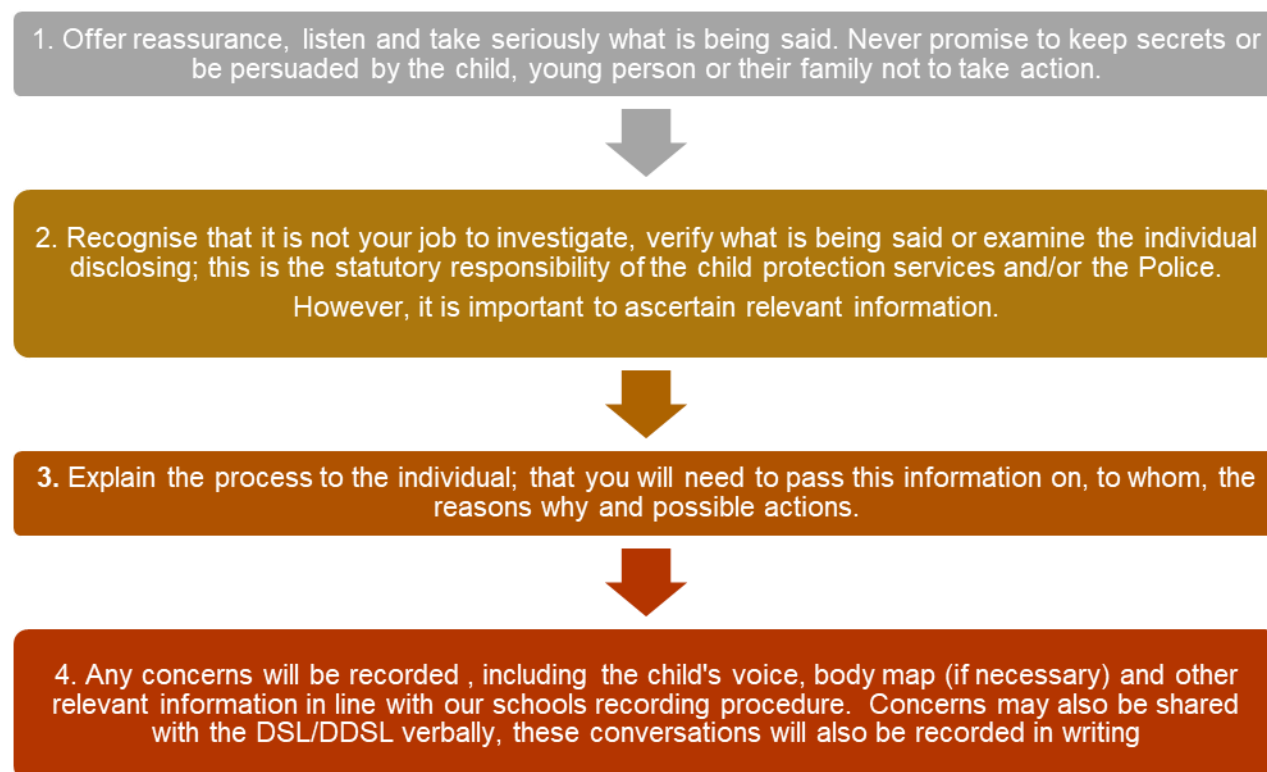 1. Offer reassurance, listen and take seriously what is being said. Never promise to keep secrets or
be persuaded by the child, young person or their family not to take action.
2. Recognise that it is not your job to investigate, verify what is being said or examine the individual
disclosing; this is the statutory responsibility of the child protection services and/or the Police.
However, it is important to ascertain relevant information.
3. Explain the process to the individual; that you will need to pass this information on, to whom, the
reasons why and possible actions.
4. Any concerns will be recorded , including the child's voice, body map (if necessary) and other
relevant information in line with our schools recording procedure.  Concerns may also be shared
with the DSL/DDSL verbally, these conversations will also be recorded in writing